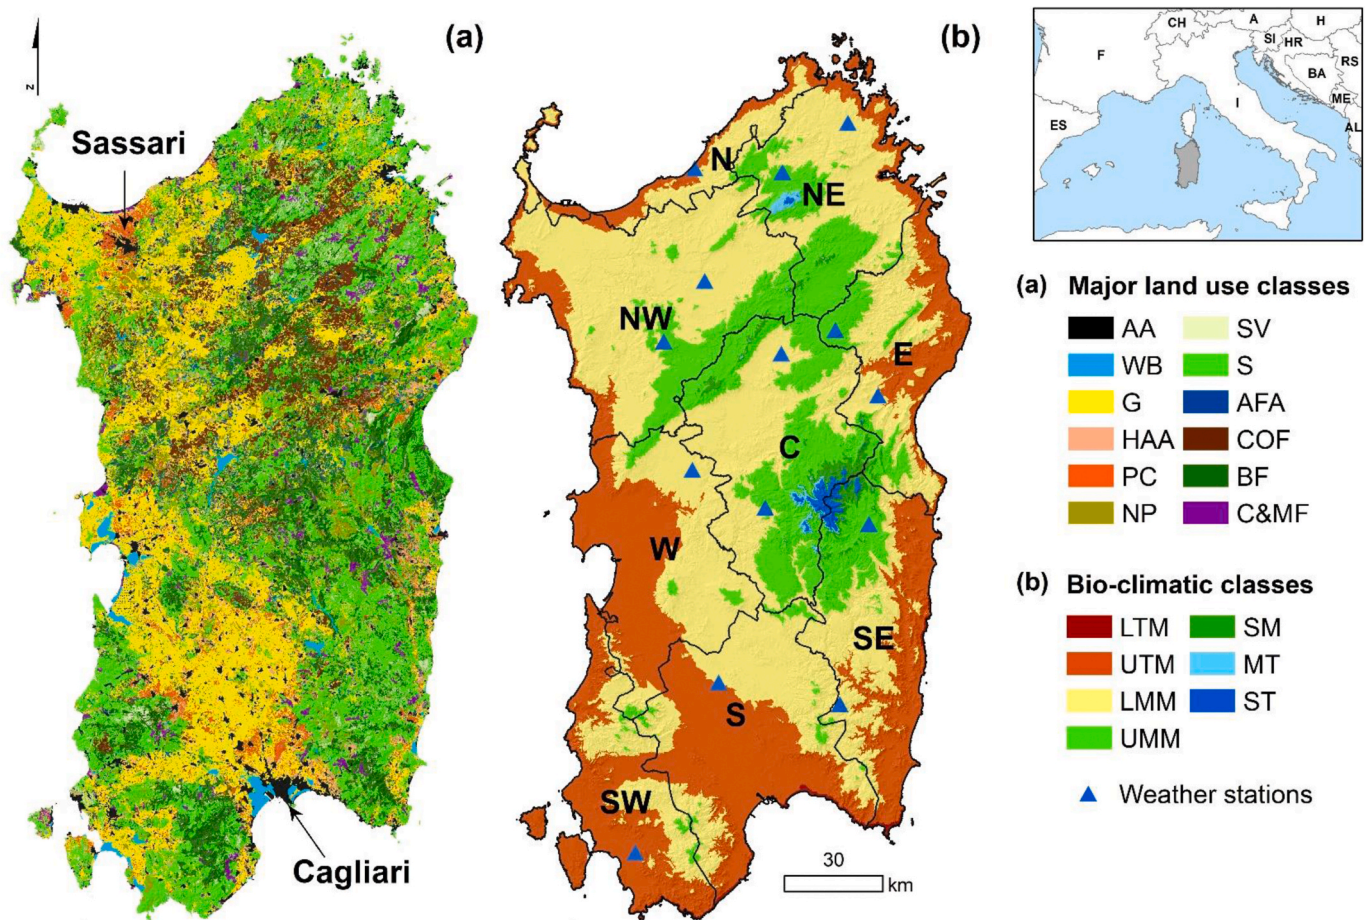 (a)
(b)
N
Sassari
Cagliari
N
NE
NW
E
C
W
SE
S
SW
30
km
CH
A
H
SI
HR
F
RS
BA
I
ME
ES
AL
(a) Major land use classes
AA SV
WB S
G AFA
HAA COF
PC BF
NP C&MF
(b) Bio-climatic classes
LTM SM
UTM MT
LMM ST
UMM
Weather stations